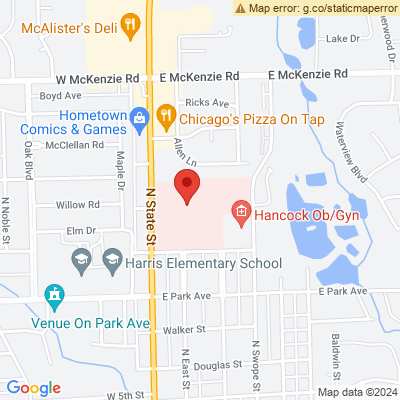 Map error: g.co/staticmaperror
McAlister's Deli
Lake Dr
erwood Dr
W McKenzie Rd
E McKenzie Rd
E McKenzie Rd
Boyd Ave
Ricks Ave
Hometown
Comics & Games
Chicago's Pizza On Tap
McClellan Rd
Allen Ln
Waterview Blvd
Oak Blvd
Maple Dr
N State St
Willow Rd
N Noble St
Hancock Ob/Gyn
Elm Dr
Harris Elementary School
E Park Ave
E Park Ave
Venue On Park Ave
Walker St
Baldwin St
N East St
N Swope St
Douglas St
W 5th St
Google
Map data ©2024